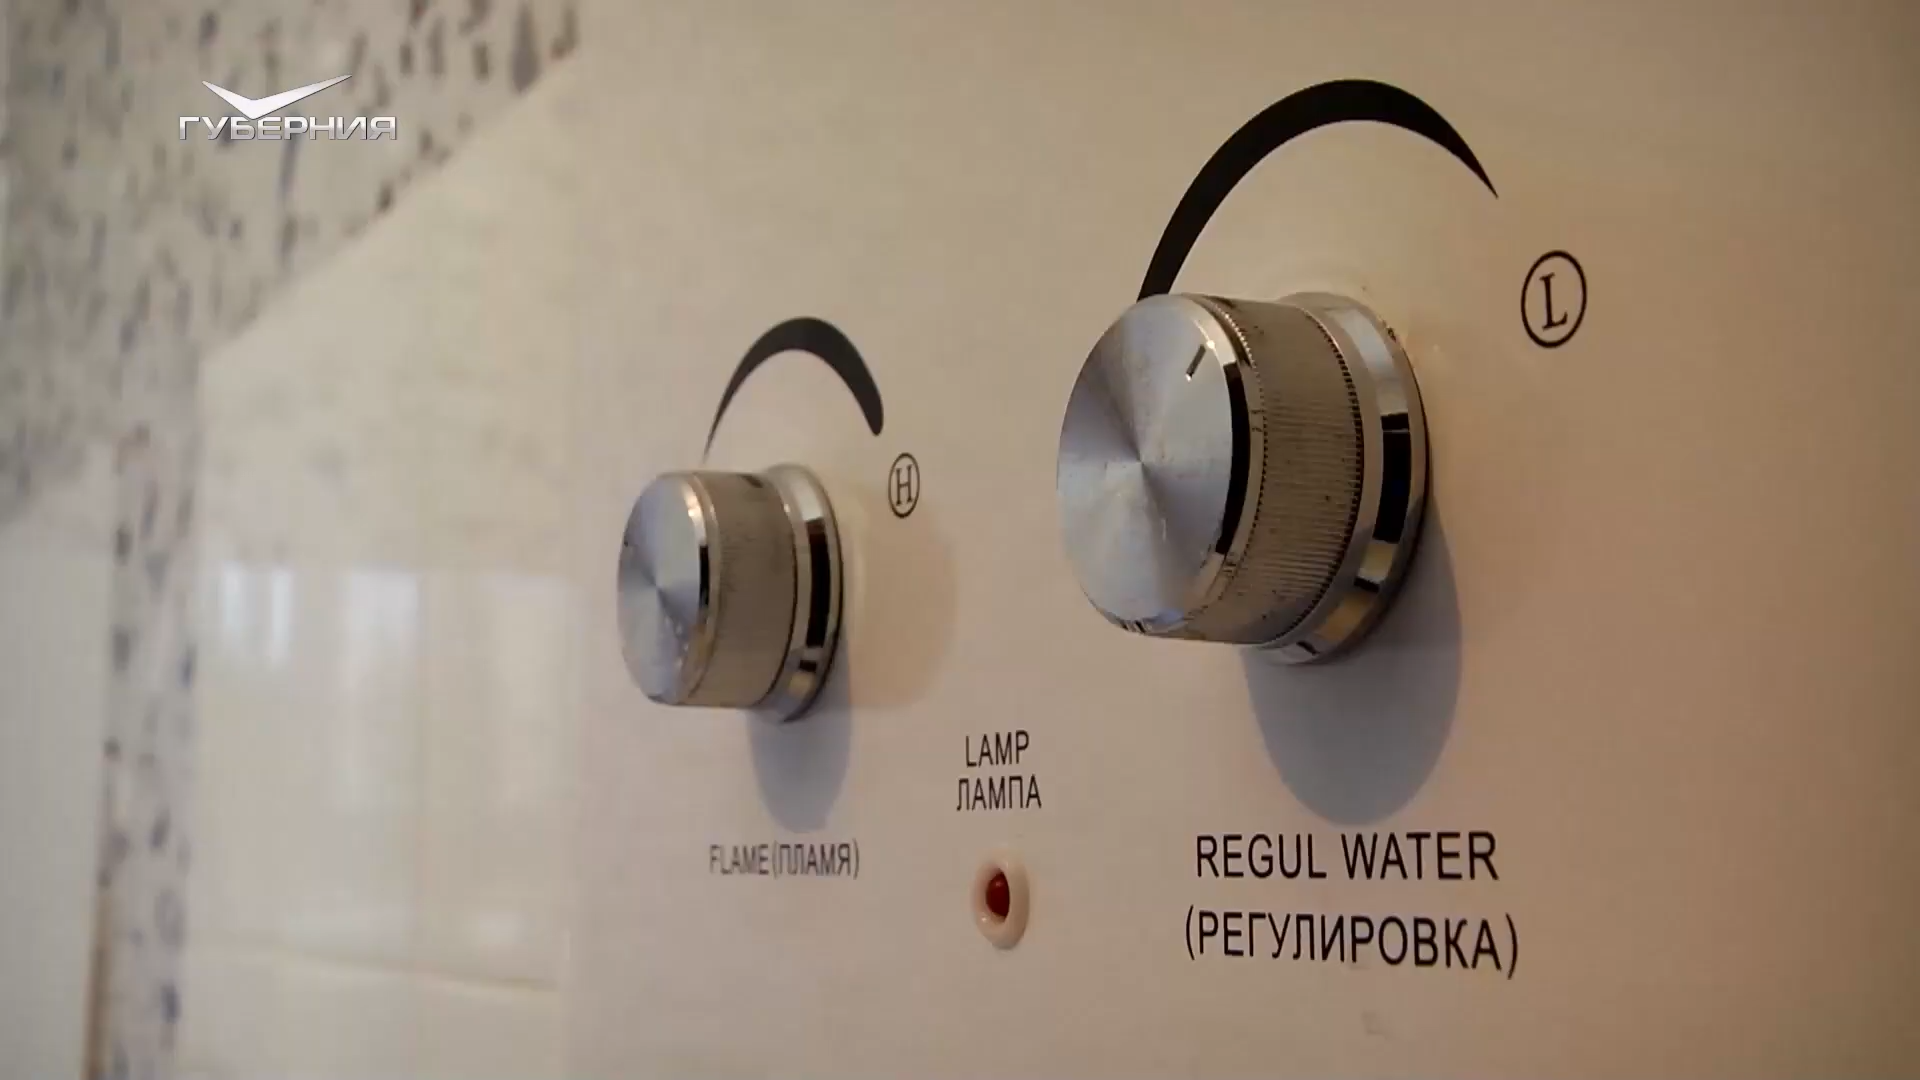 ГУБЕРНИЯ
L
H
LAMP
ЛАМПА
FLAME(ПЛАМЯ)
REGUL WATER
(РЕГУЛИРОВКА)